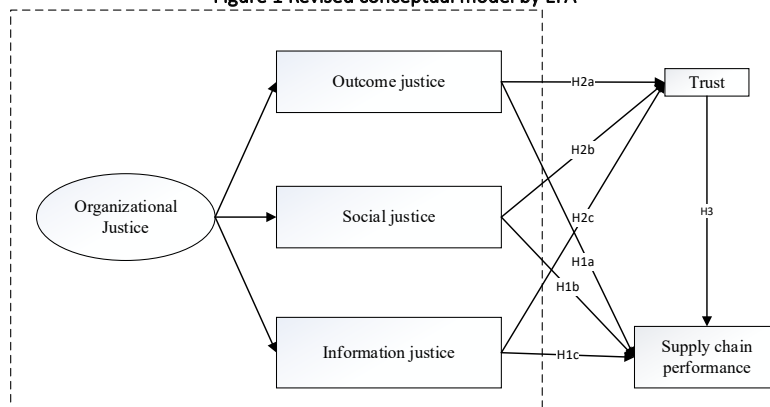 Figure 1 Revised conceptual model by EFA
Outcome justice
H2a
Trust
H2b
Organizational
Justice
Social justice
H2c
H3
H1a
H1b
Information justice
H1c
Supply chain
performance